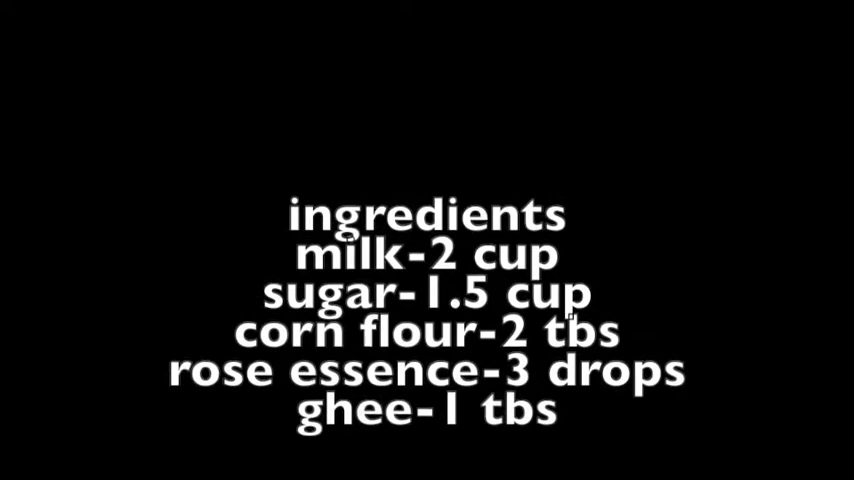 ingredients
milk-2 cup
sugar-1.5 cup
corn flour-2 tbs
rose essence-3 drops
ghee-1 tbs